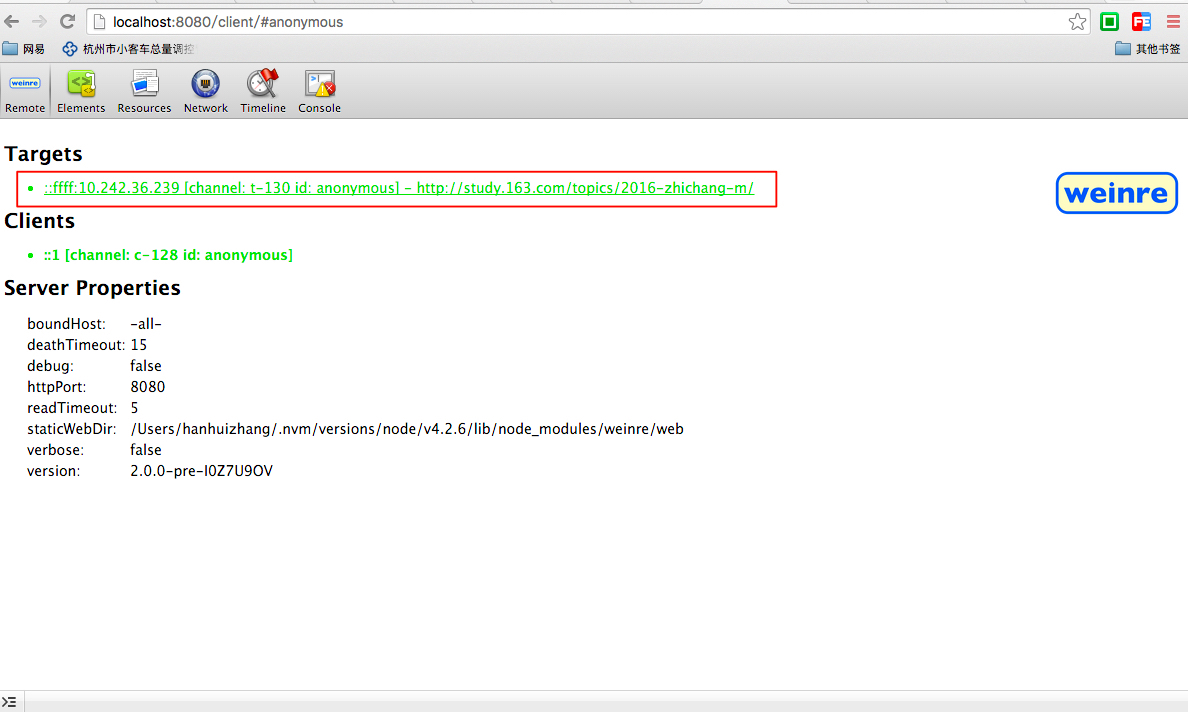 localhost:8080/client/#anonymous
FE
网易 杭州市小客车总量调控 其他书签
weinre
Remote Elements Resources Network Timeline Console
Targets
::ffff:10.242.36.239 [channel: t-130 id: anonymous] - http://study.163.com/topics/2016-zhichang-m/
weinre
Clients
::1 [channel: c-128 id: anonymous]
Server Properties
boundHost: -all-
deathTimeout: 15
debug: false
httpPort: 8080
readTimeout: 5
staticWebDir: /Users/hanhuizhang/.nvm/versions/node/v4.2.6/lib/node_modules/weinre/web
verbose: false
version: 2.0.0-pre-I0Z7U9OV